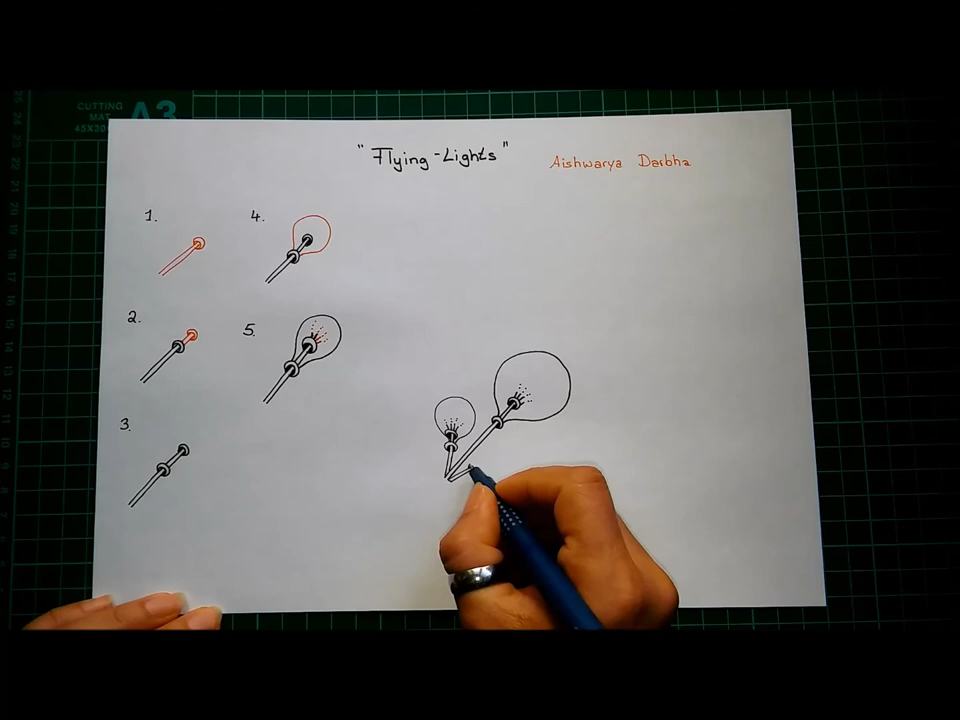 CUTTING
MAT
A3
"Flying-Lights"
Aishwarya Darbha
1.
4.
2.
5.
3.